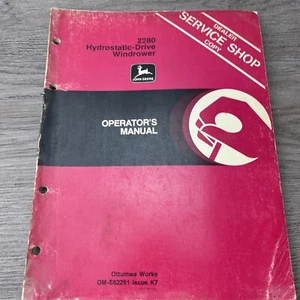 2280
Hydrostatic-Drive
Windrower
DEALER
SERVICE SHOP
COPY
JOHN DEERE
OPERATOR'S
MANUAL
Ottumwa Works
OM-E62291 Issue K7